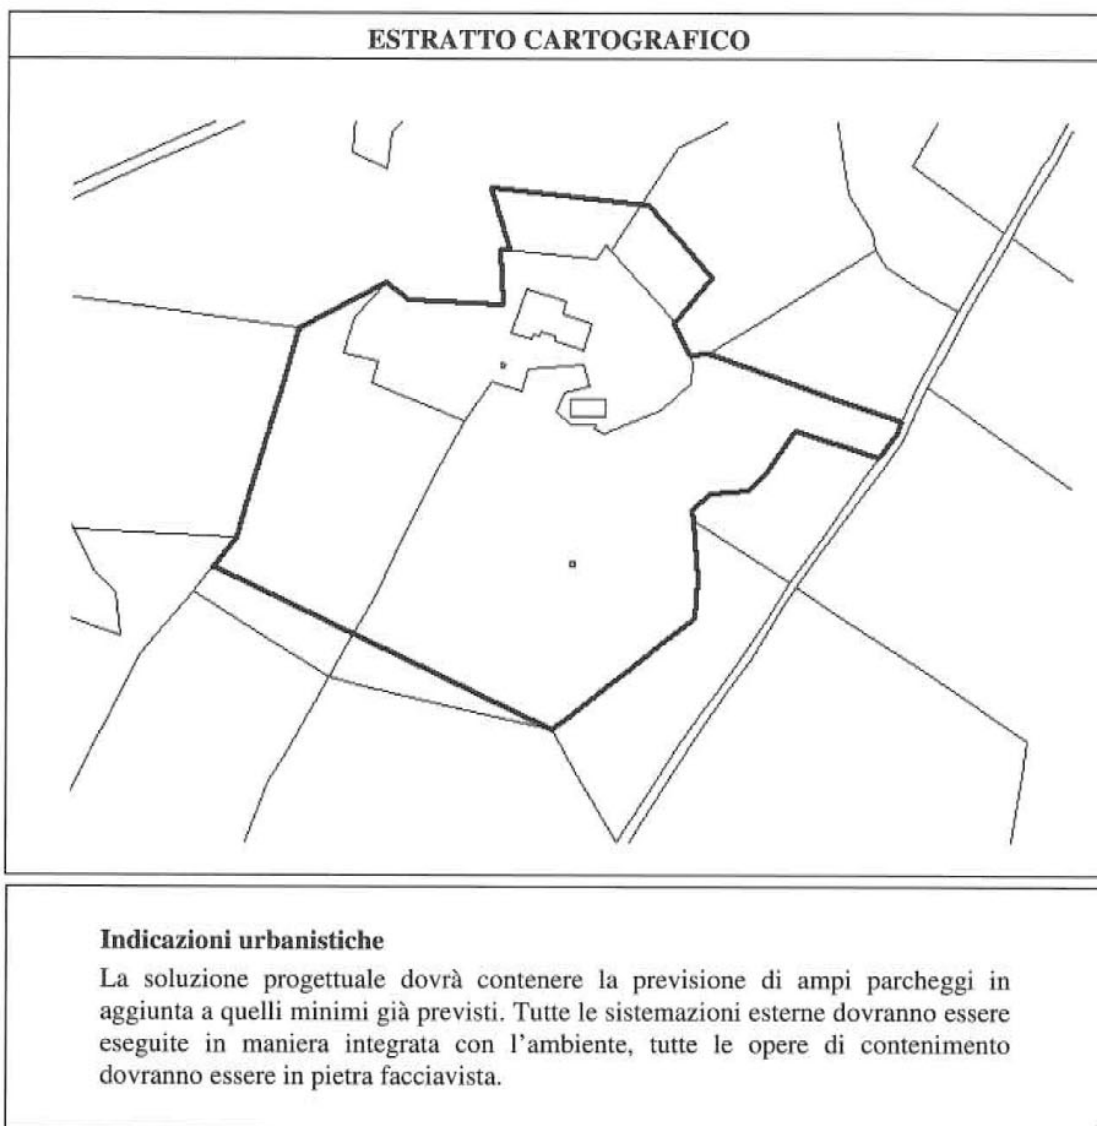 ESTRATTO CARTOGRAFICO
Indicazioni urbanistiche
La soluzione progettuale dovrà contenere la previsione di ampi parcheggi in
aggiunta a quelli minimi già previsti. Tutte le sistemazioni esterne dovranno essere
eseguite in maniera integrata con l'ambiente, tutte le opere di contenimento
dovranno essere in pietra facciavista.